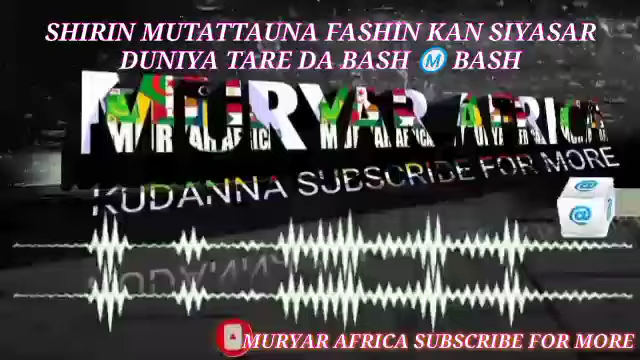 SHIRIN MUTATTAUNA FASHIN KAN SIYASAR
DUNIYA TARE DA BASH M BASH
MURYAR AFRICA
KUDANNA SUBSCRIBE FOR MORE
MURYAR AFRICA SUBSCRIBE FOR MORE